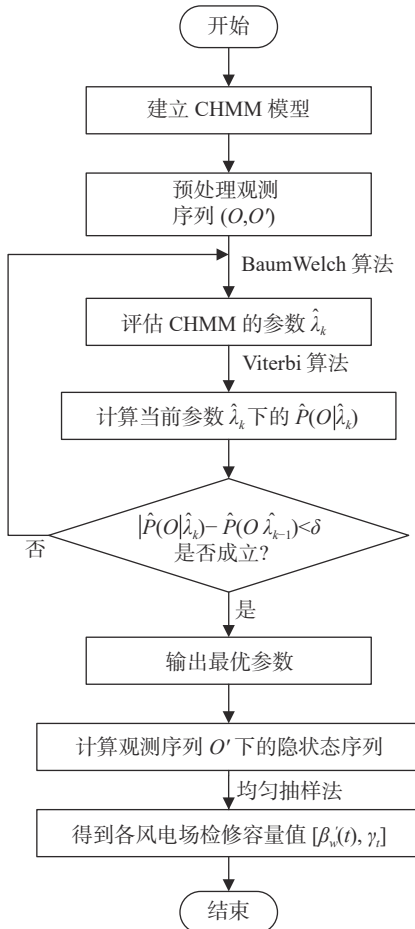 开始
建立 CHMM 模型
预处理观测
序列 (O,O′)
BaumWelch 算法
评估 CHMM 的参数 λ̂ₖ
Viterbi 算法
计算当前参数 λ̂ₖ 下的 P̂(O|λ̂ₖ)
|P̂(O|λ̂ₖ)− P̂(O λ̂ₖ₋₁)<δ
是否成立?
否
是
输出最优参数
计算观测序列 O′ 下的隐状态序列
均匀抽样法
得到各风电场检修容量值 [β_w′(t), γ_t]
结束